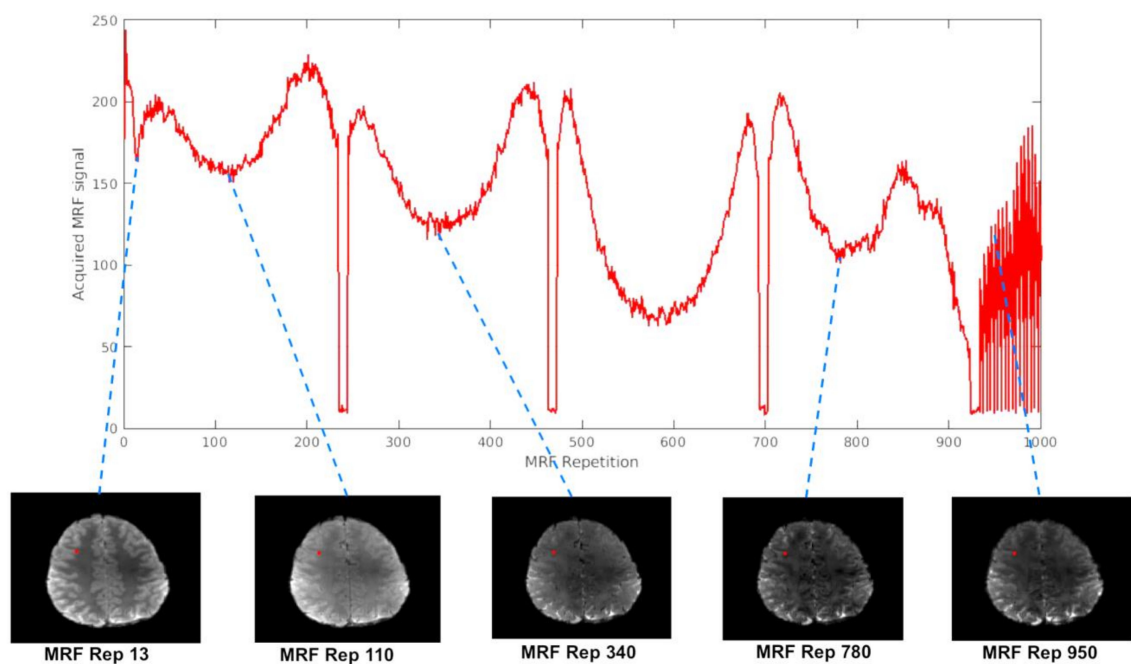 250
200
150
100
50
0
Acquired MRF signal
0 100 200 300 400 500 600 700 800 900 1000
MRF Repetition
MRF Rep 13 MRF Rep 110 MRF Rep 340 MRF Rep 780 MRF Rep 950